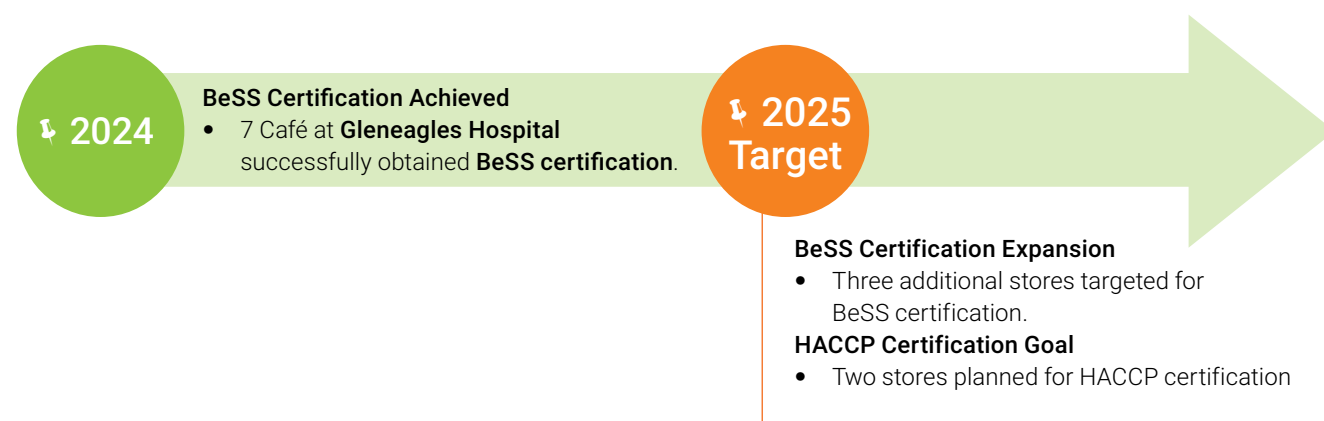 2024
BeSS Certification Achieved
• 7 Café at Gleneagles Hospital
successfully obtained BeSS certification.
2025
Target
BeSS Certification Expansion
• Three additional stores targeted for
BeSS certification.
HACCP Certification Goal
• Two stores planned for HACCP certification